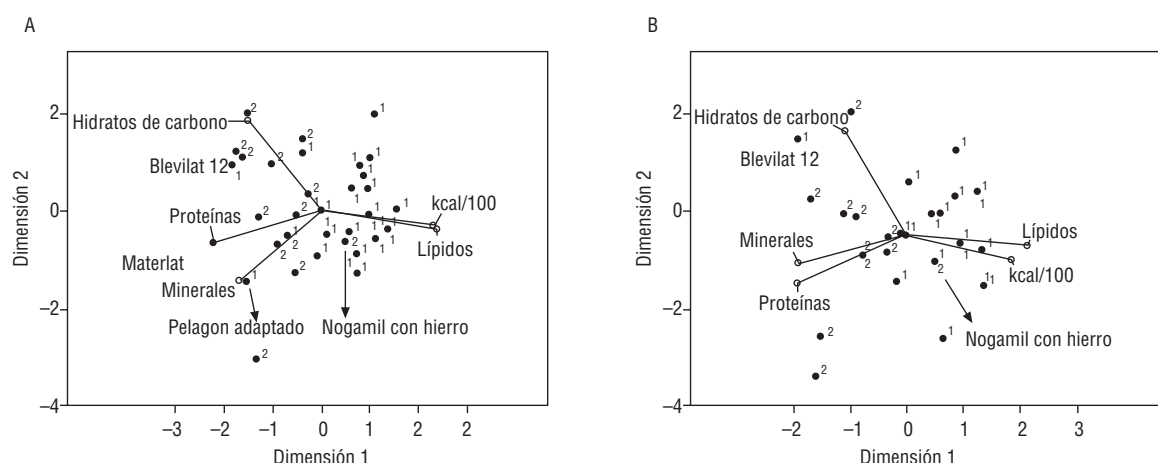 A
B
Dimensión 2
2
0
–2
–4
Hidratos de carbono
Blevilat 12
Proteínas
Materlat
Minerales
Pelagon adaptado
Nogamil con hierro
kcal/100
Lípidos
–3 –2 –1 0 1 2
Dimensión 1
Dimensión 2
2
0
–2
–4
Hidratos de carbono
Blevilat 12
Minerales
Proteínas
Lípidos
kcal/100
Nogamil con hierro
–2 –1 0 1 2 3
Dimensión 1